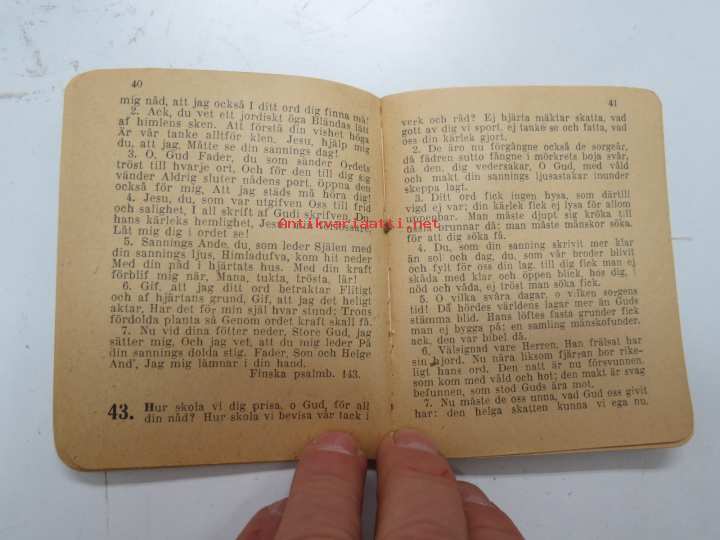 40
mig nåd, att jag också I ditt ord dig finna må!
2. Ack, du vet ett jordiskt öga Bländas lätt
af himlens sken. Att förstå din vishet höga
Är vår tanke alltför klen. Jesu, hjälp mig
du, att jag, Måtte se din sannings dag!
3. O, Gud Fader, du som sänder Ordets
tröst till hvarje ort, Och för den till dig sig
vänder Aldrig sluter nådens port, öppna den
också för mig, Att jag städs må höra dig!
4. Jesu, du, som var utgifven Oss till frid
och salighet, I all skrift af Gudi skrifven, Du
hans kärleks hemlighet, Jesu,
Låt mig dig i ordet se!
5. Sannings Ande, du, som leder Själen med
din sannings ljus, Himladufva, kom hit neder
Med din påd i hjärtats hus. Med din kraft
förblif mig när, Mana, tukta, trösta, lär!
6. Gif, att jag ditt ord betraktar Flitigt
och af hjärtans grund, Gif, att jag det heligt
aktar, Har det för min själ hvar stund: Trons
fördolda planta så Genom ordet kraft skall få.
7. Nu vid dina fötter neder, Store Gud, jag
sätter mig, Och jag vet, att du mig leder På
din sannings dolda stig. Fader, Son och Helge
And', Jag mig lämnar i din hand.
Finska psalmb. 143.
43. Hur skola vi dig prisa, o Gud, för all
din nåd? Hur skola vi bevisa vår tack i
41
verk och råd? Ej hjärta mäktar skatta, vad
gott av dig vi sport, ej tanke se och fatta, vad
oss din kärlek gjort.
2. De äro nu förgångne också de sorgeår,
då fädren sutto fångne i mörkrets boja svår,
då den, dig vedersakar, O Gud, med våld
och makt din sannings ljusastakar inunder
skeppa lagt.
3. Ditt ord fick ingen hysa, som därtill
vigd ej var; din kärlek fick ej lysa för allom
uppenbar. Man måste djupt sig kröka till
brunnar då: man måste mänskor söka.
för att dig söka få.
4. Du, som din sanning skrivit mer klar
än sol och dag, du, som vår broder blivit
och fylt för oss din lag, till dig fick man ej
skåda med klar och öppen blick, hos dig, i
nöd och våda, ej tröst man söka fick.
5. O vilka svåra dagar, o vilken sorgens
tid! Då hördes världens lagar mer än Guds
stämma blid. Hans löftes fasta grunder fick
man ej bygga på; en samling mänskofunder,
ack, den var bibel då.
6. Välsignad vare Herren, Han frälsat har
sin hjord. Nu nära liksom fjärran bor rike-
ligt hans ord. Den natt är nu försvunnen,
som kom med våld och hot; den makt är svag
befunnen, som stod Guds åra mot.
7. Nu måste de oss unna, vad Gud oss givit
har: den helga skatten kunna vi ega nu,
Antikvariaatti.net